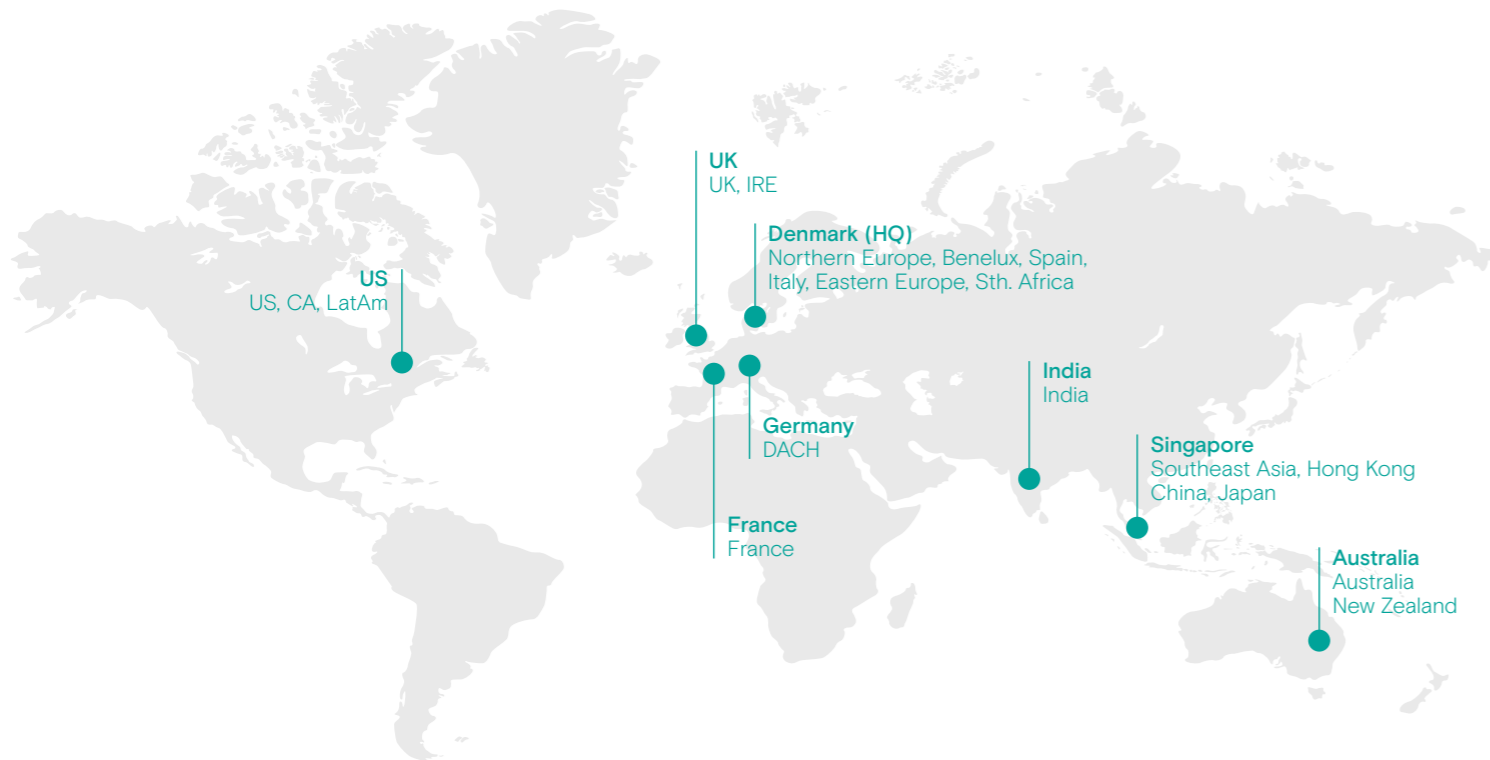 UK
UK, IRE
Denmark (HQ)
Northern Europe, Benelux, Spain,
Italy, Eastern Europe, Sth. Africa
US
US, CA, LatAm
India
India
Germany
DACH
Singapore
Southeast Asia, Hong Kong
China, Japan
France
France
Australia
Australia
New Zealand